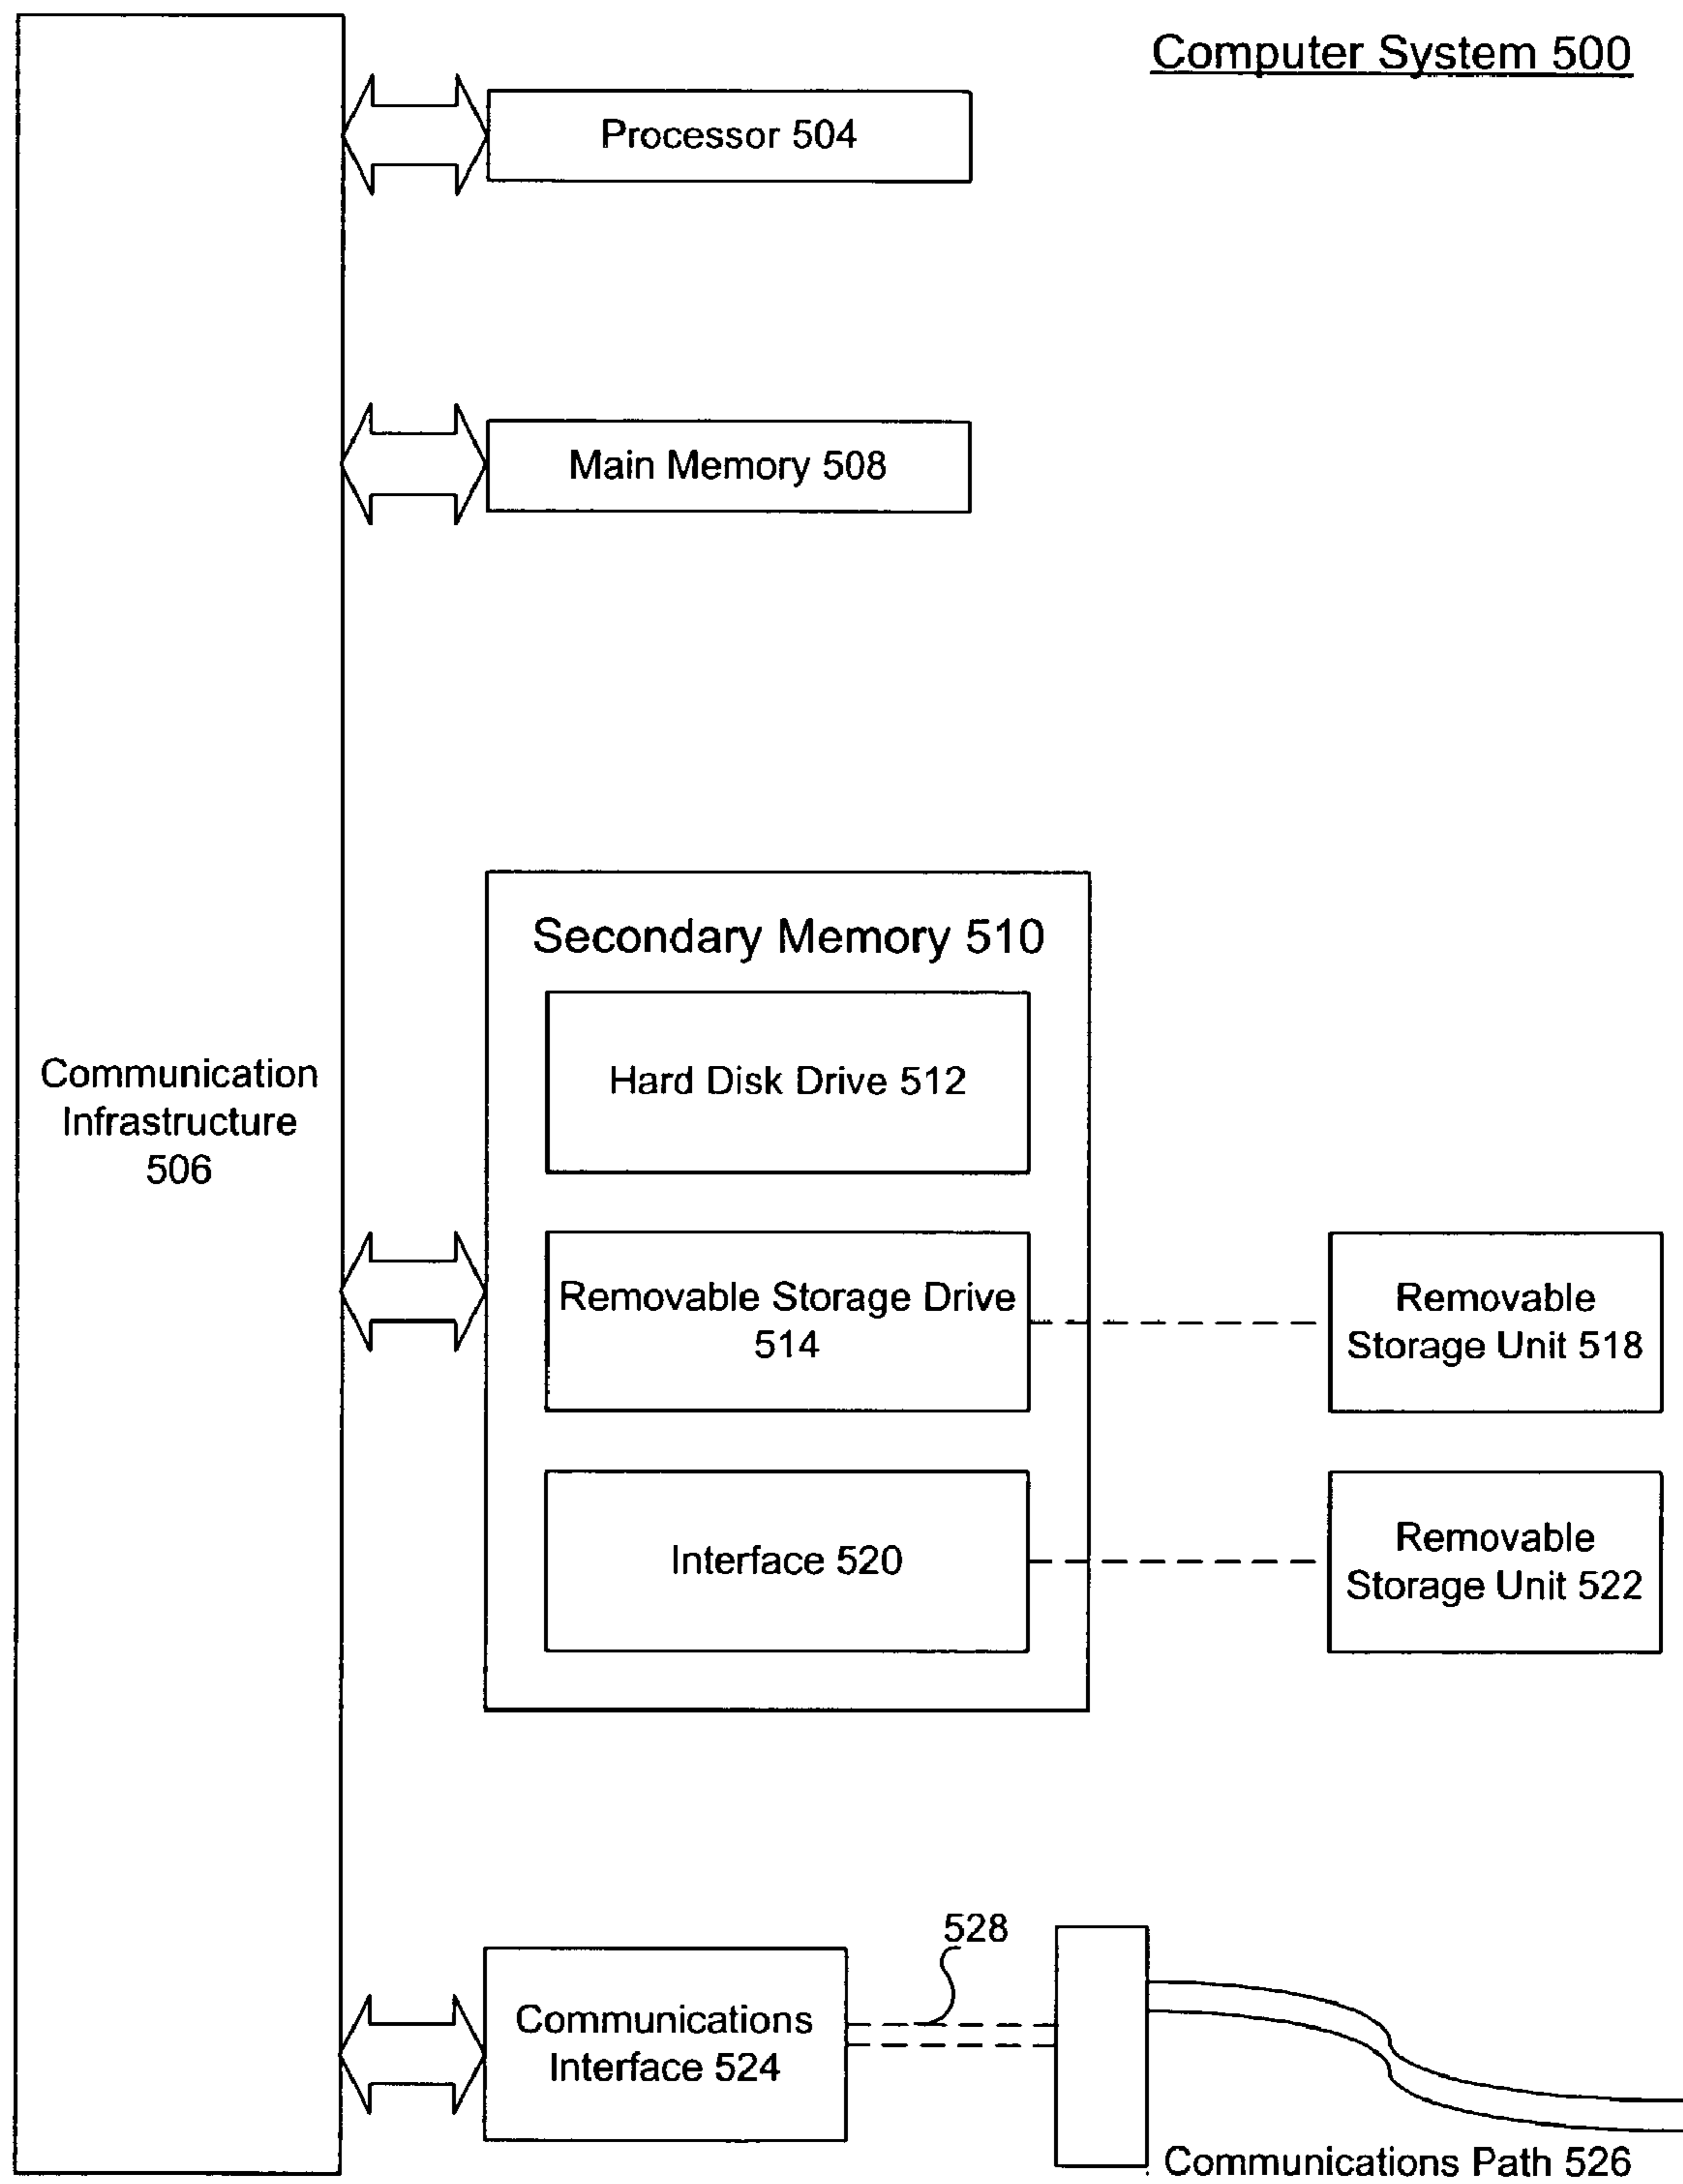 Computer System 500
Processor 504
Main Memory 508
Secondary Memory 510
Hard Disk Drive 512
Communication
Infrastructure
506
Removable Storage Drive
514
Removable
Storage Unit 518
Interface 520
Removable
Storage Unit 522
528
Communications
Interface 524
Communications Path 526